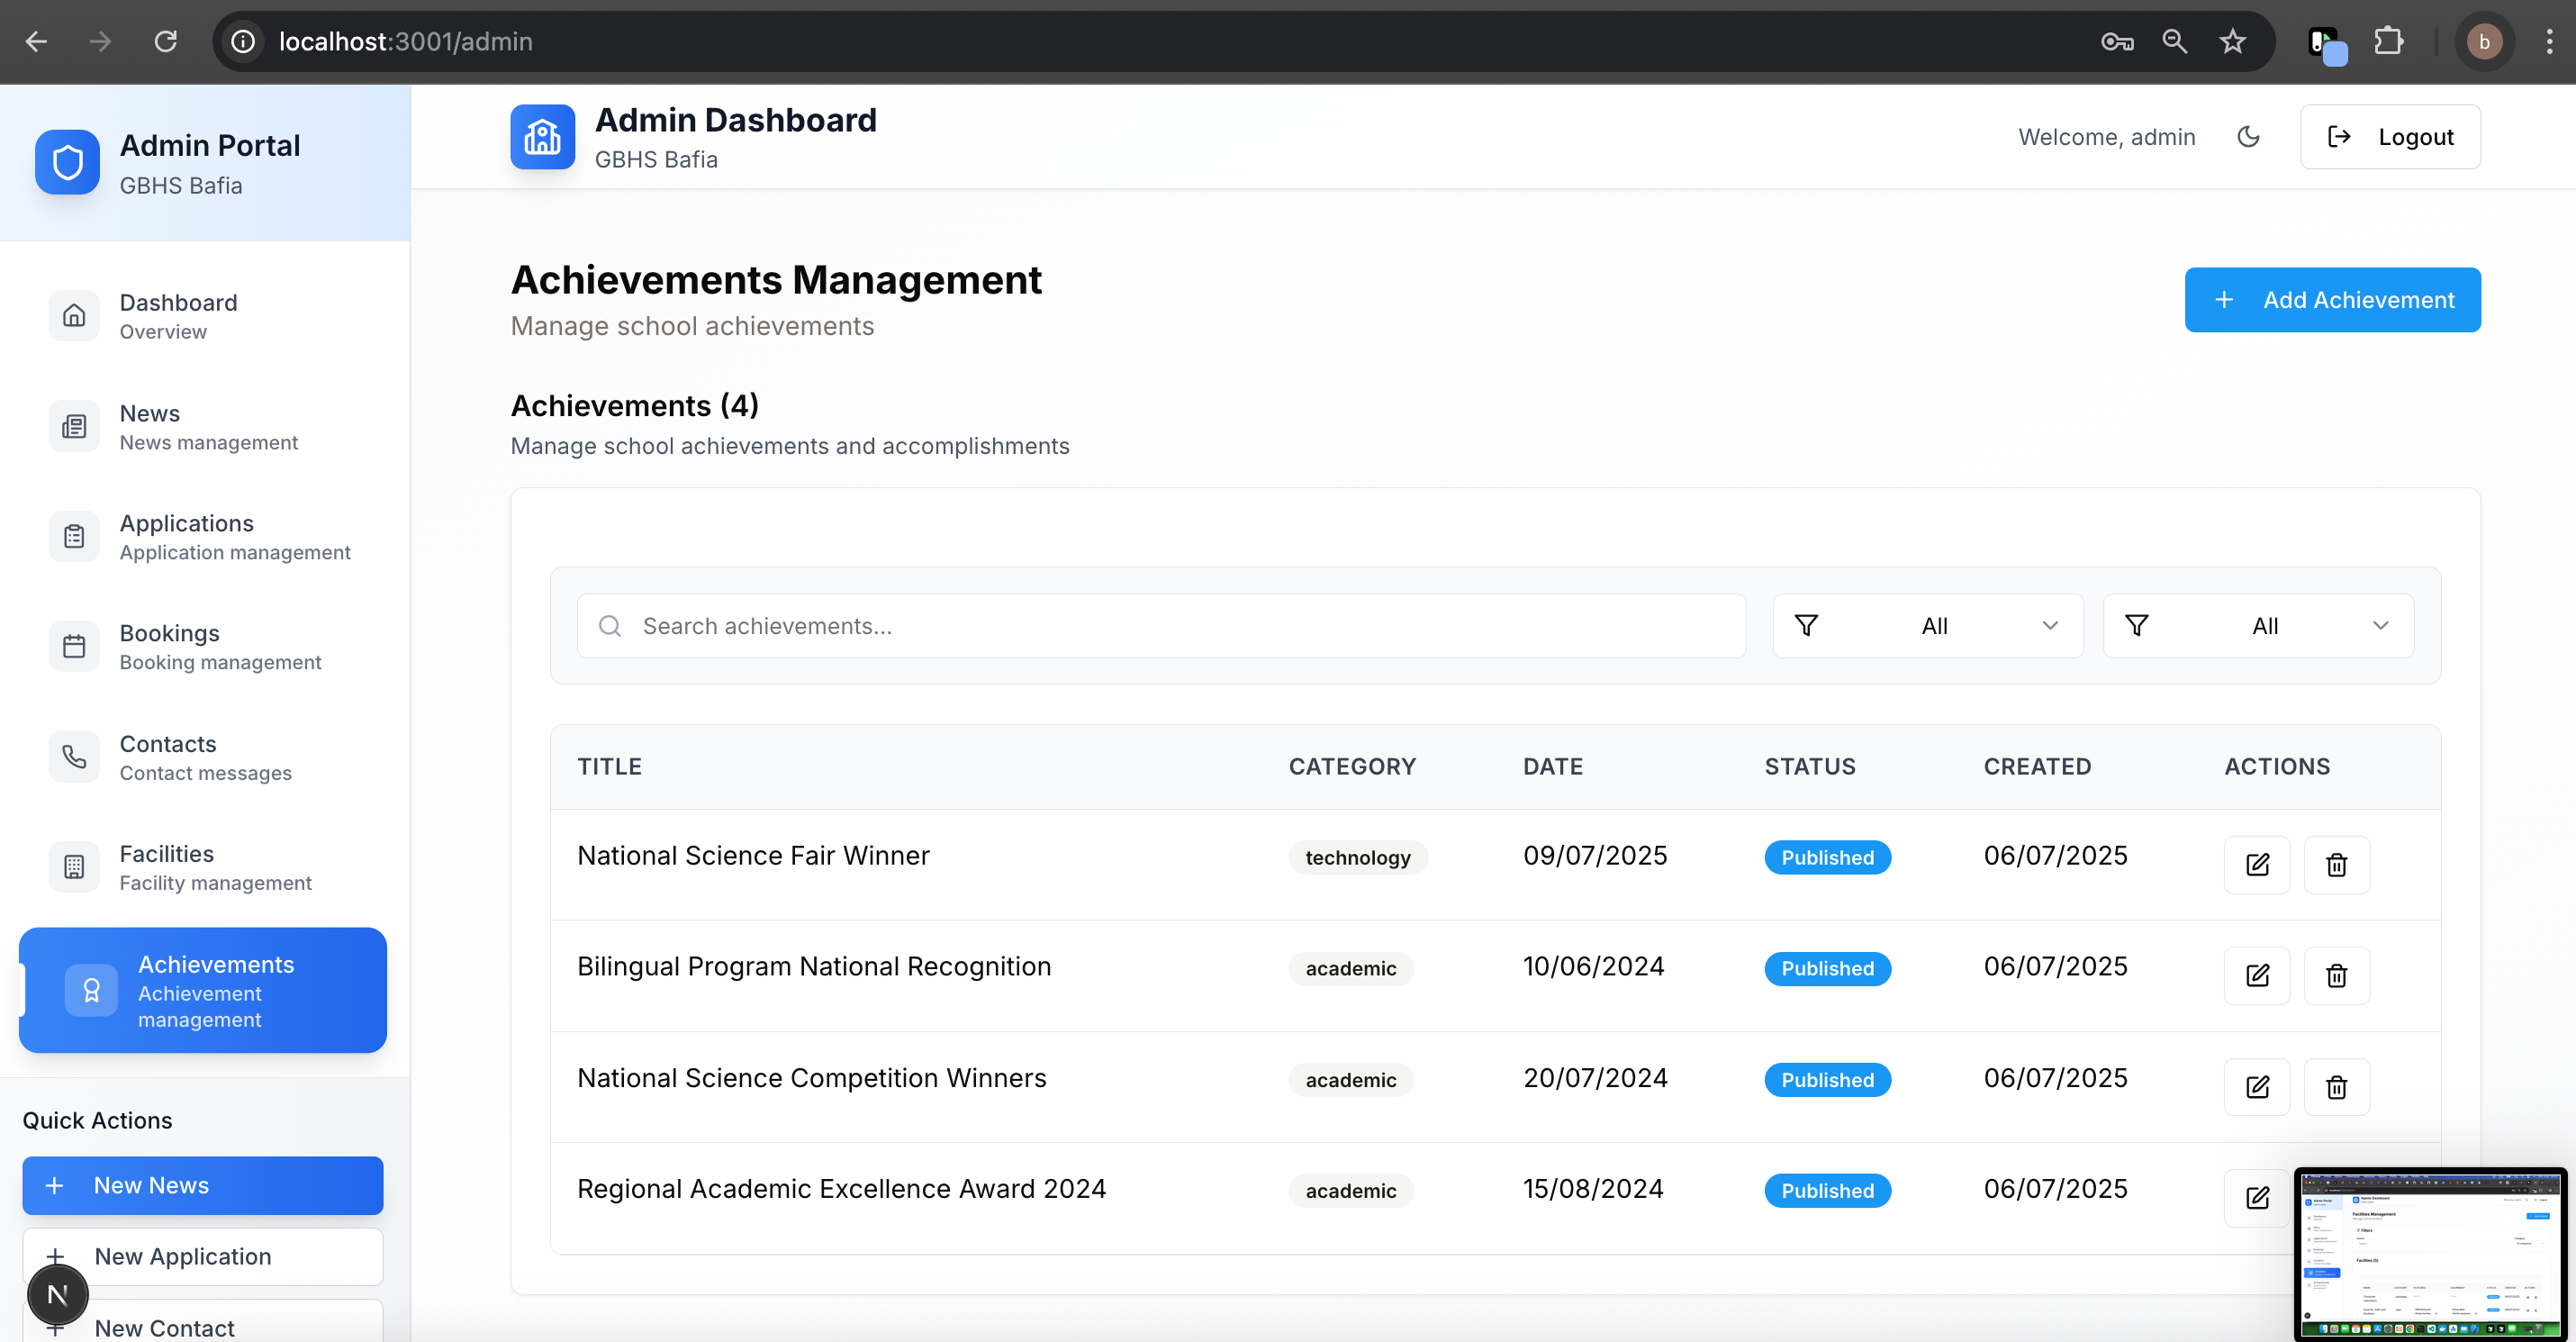 localhost:3001/admin
b
Admin Portal
GBHS Bafia
Admin Dashboard
GBHS Bafia
Welcome, admin
Logout
Dashboard
Overview
News
News management
Applications
Application management
Bookings
Booking management
Contacts
Contact messages
Facilities
Facility management
Achievements
Achievement
management
Quick Actions
New News
New Application
N
New Contact
Achievements Management
Manage school achievements
Add Achievement
Achievements (4)
Manage school achievements and accomplishments
Search achievements...
All
All
TITLE CATEGORY DATE STATUS CREATED ACTIONS
National Science Fair Winner technology 09/07/2025 Published 06/07/2025
Bilingual Program National Recognition academic 10/06/2024 Published 06/07/2025
National Science Competition Winners academic 20/07/2024 Published 06/07/2025
Regional Academic Excellence Award 2024 academic 15/08/2024 Published 06/07/2025
Facilities Management